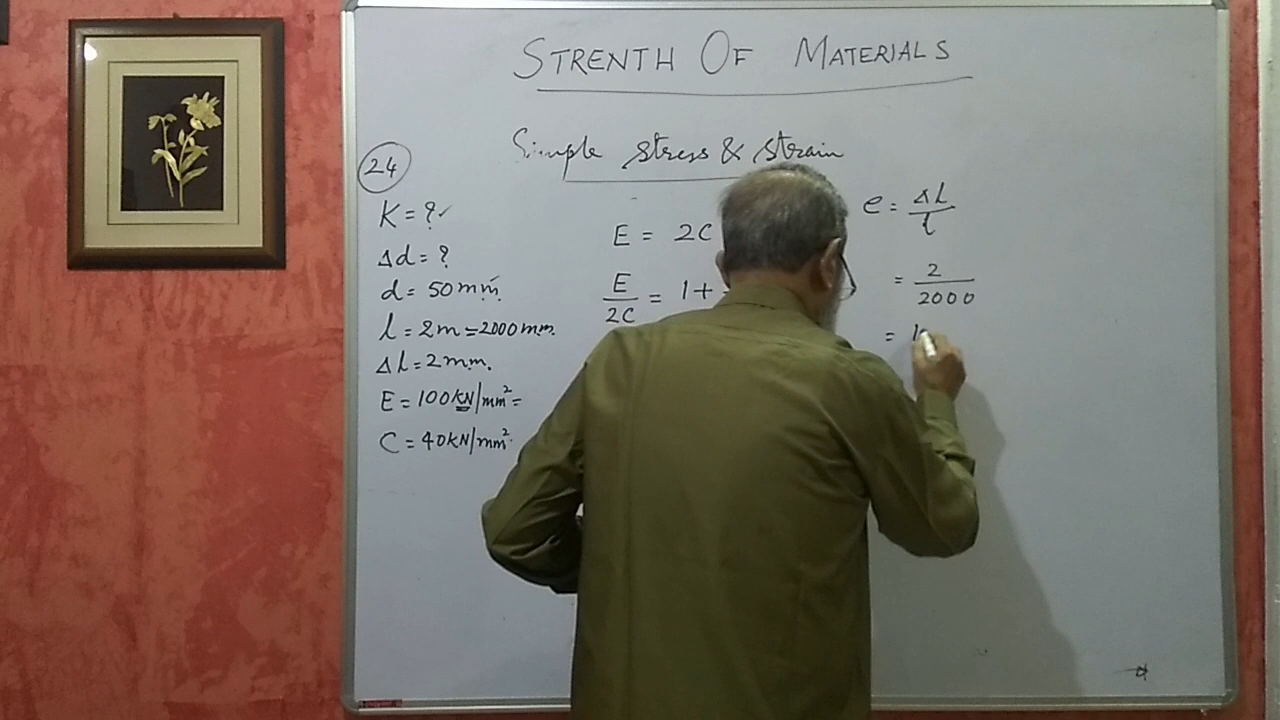 STRENTH OF MATERIALS
Simple stress & strain
24
K = ?
Δd = ?
d = 50 mm
l = 2m = 2000 mm
Δl = 2 mm.
E = 100 kN/mm² =
C = 40 kN/mm²
E = 2C
E/2C = 1+
e = Δl/l
= 2/2000
=